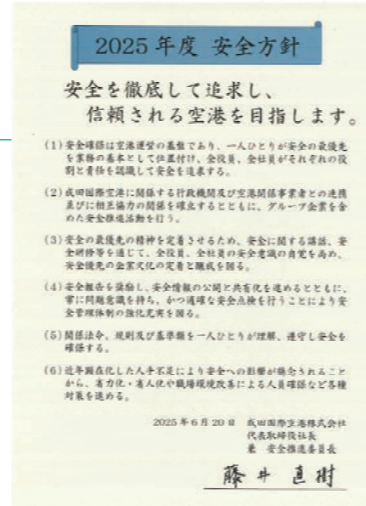 2025年度 安全方針
安全を徹底して追求し、
信頼される空港を目指します。
(1)安全確保は空港運営の基盤であり、一人ひとりが安全の最優先
を業務の基本として位置付け、全役員、全社員がそれぞれの役
割と責任を認識して安全を追求する。
(2)成田国際空港に関係する行政機関及び空港関係事業者との連携
並びに相互協力の関係を確立するとともに、グループ企業を含
めた安全推進活動を行う。
(3)安全の最優先の精神を定着させるため、安全に関する講話、安
全研修等を通じて、全役員、全社員の安全意識の自覚を高め、
安全優先の企業文化の定着と醸成を図る。
(4)安全報告を奨励し、安全情報の公開と共有化を進めるとともに、
常に問題意識を持ち、かつ適確な安全点検を行うことにより安
全管理体制の強化充実を図る。
(5)関係法令、規則及び基準類を一人ひとりが理解、遵守し安全を
確保する。
(6)近年顕在化した人手不足により安全への影響が懸念されること
から、省力化・省人化や職場環境改善による人員確保など各種
対策を進める。
2025年6月20日 成田国際空港株式会社
代表取締役社長
兼 安全推進委員長
藤井直樹